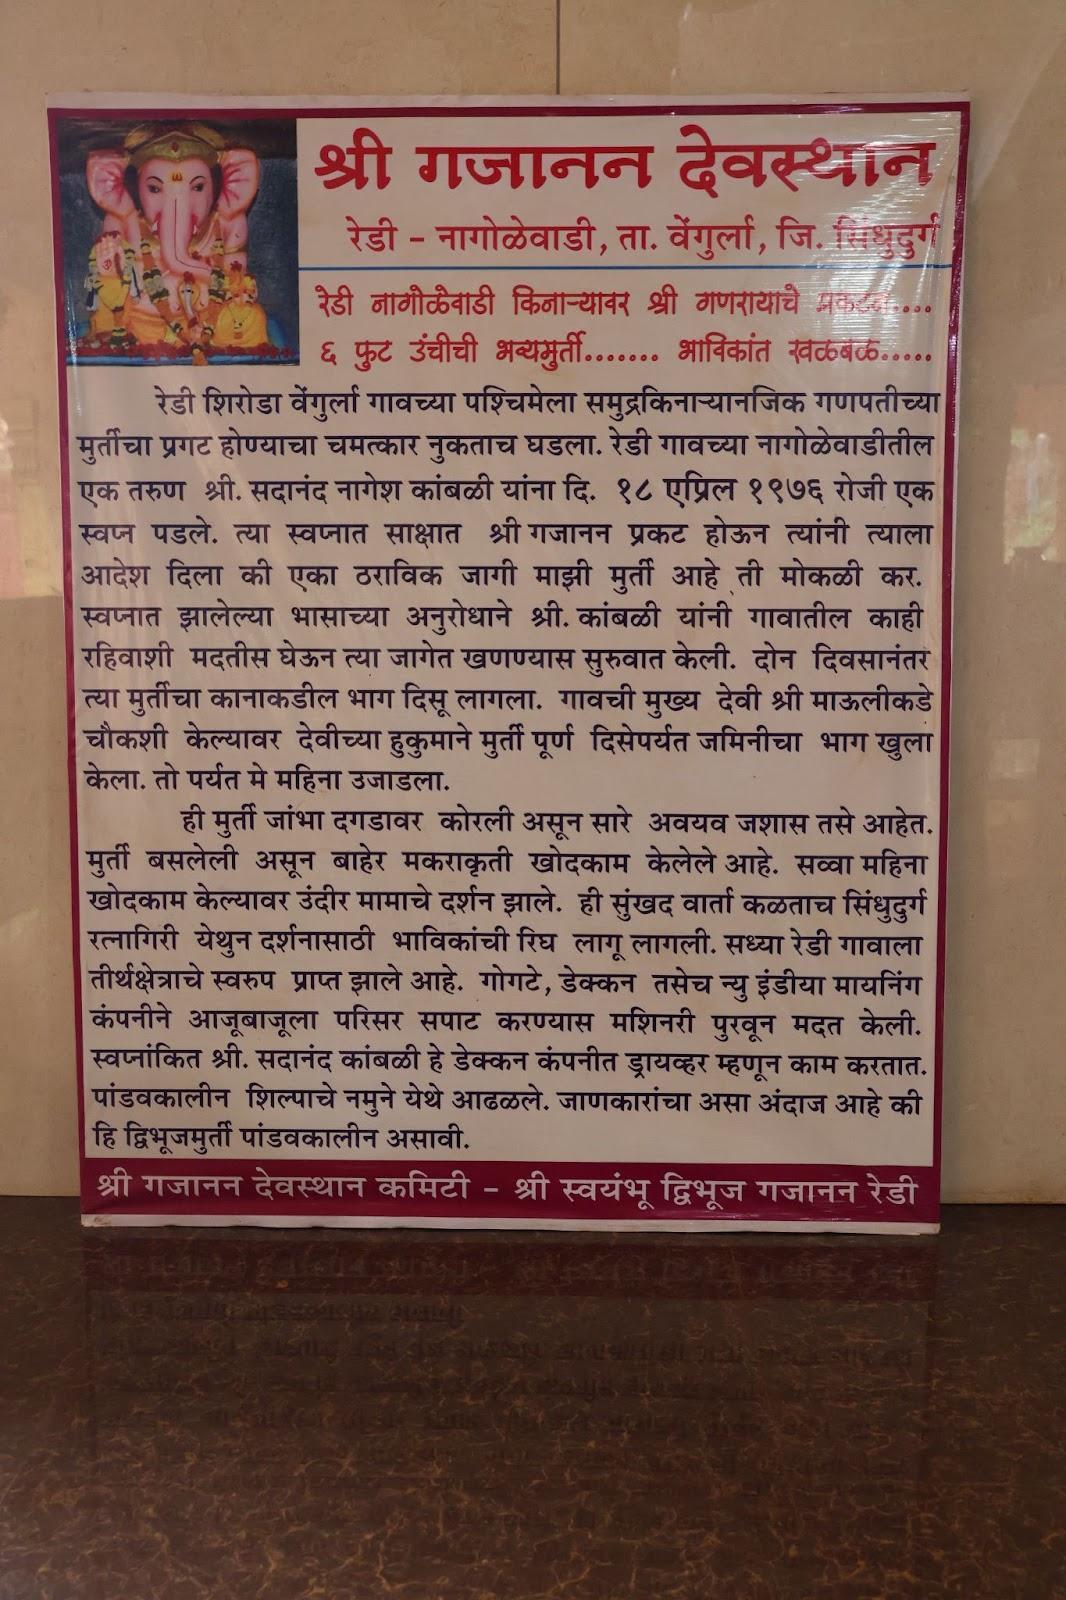 श्री गजानन देवस्थान
रेडी - नागोळेवाडी, ता. वेंगुर्ला, जि. सिंधुदुर्ग
रेडी नागोळेवाडी किनाऱ्यावर श्री गणरायाचे प्रकटन....
६ फुट उंचीची भव्यमुर्ती....... भाविकांत खळबळ.....
रेडी शिरोडा वेंगुर्ला गावच्या पश्चिमेला समुद्रकिनाऱ्यानजिक गणपतीच्या
मुर्तीचा प्रगट होण्याचा चमत्कार नुकताच घडला. रेडी गावच्या नागोळेवाडीतील
एक तरुण श्री. सदानंद नागेश कांबळी यांना दि. १८ एप्रिल १९७६ रोजी एक
स्वप्न पडले. त्या स्वप्नात साक्षात श्री गजानन प्रकट होऊन त्यांनी त्याला
आदेश दिला की एका ठराविक जागी माझी मुर्ती आहे ती मोकळी कर.
स्वप्नात झालेल्या भासाच्या अनुरोधाने श्री. कांबळी यांनी गावातील काही
रहिवाशी मदतीस घेऊन त्या जागेत खणण्यास सुरुवात केली. दोन दिवसानंतर
त्या मुर्तीचा कानाकडील भाग दिसू लागला. गावची मुख्य देवी श्री माऊलीकडे
चौकशी केल्यावर देवीच्या हुकुमाने मुर्ती पूर्ण दिसेपर्यत जमिनीचा भाग खुला
केला. तो पर्यत मे महिना उजाडला.
ही मुर्ती जांभा दगडावर कोरली असून सारे अवयव जशास तसे आहेत.
मुर्ती बसलेली असून बाहेर मकराकृती खोदकाम केलेले आहे. सव्वा महिना
खोदकाम केल्यावर उंदीर मामाचे दर्शन झाले. ही सुंखद वार्ता कळताच सिंधुदुर्ग
रत्नागिरी येथुन दर्शनासाठी भाविकांची रिघ लागू लागली. सध्या रेडी गावाला
तीर्थक्षेत्राचे स्वरुप प्राप्त झाले आहे. गोगटे, डेक्कन तसेच न्यु इंडीया मायनिंग
कंपनीने आजूबाजूला परिसर सपाट करण्यास मशिनरी पुरवून मदत केली.
स्वप्नांकित श्री. सदानंद कांबळी हे डेक्कन कंपनीत ड्रायव्हर म्हणून काम करतात.
पांडवकालीन शिल्पाचे नमुने येथे आढळले. जाणकारांचा असा अंदाज आहे की
हि द्विभूजमुर्ती पांडवकालीन असावी.
श्री गजानन देवस्थान कमिटी - श्री स्वयंभू द्विभूज गजानन रेडी